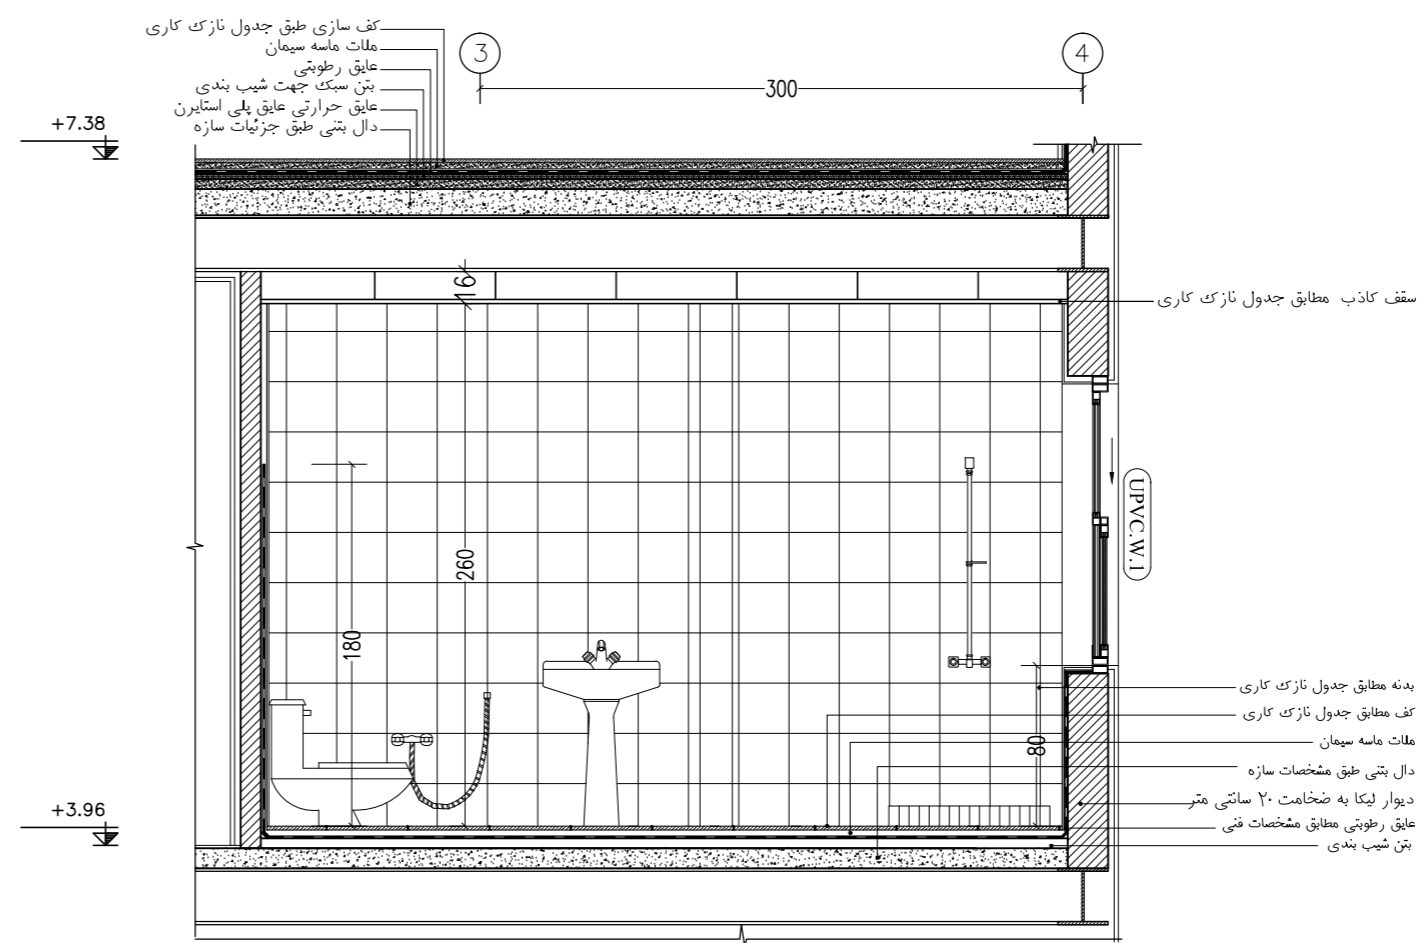 کف سازی طبق جدول نازک کاری
ملات ماسه سیمان
عایق رطوبتی
بتن سبک جهت شیب بندی
عایق حرارتی عایق پلی استایرن
دال بتنی طبق جزئیات سازه
3
4
300
+7.38
16
سقف کاذب مطابق جدول نازک کاری
UPVC.W.1
260
180
80
بدنه مطابق جدول نازک کاری
کف مطابق جدول نازک کاری
ملات ماسه سیمان
دال بتنی طبق مشخصات سازه
دیوار لیکا به ضخامت ۲۰ سانتی متر
عایق رطوبتی مطابق مشخصات فنی
بتن شیب بندی
+3.96